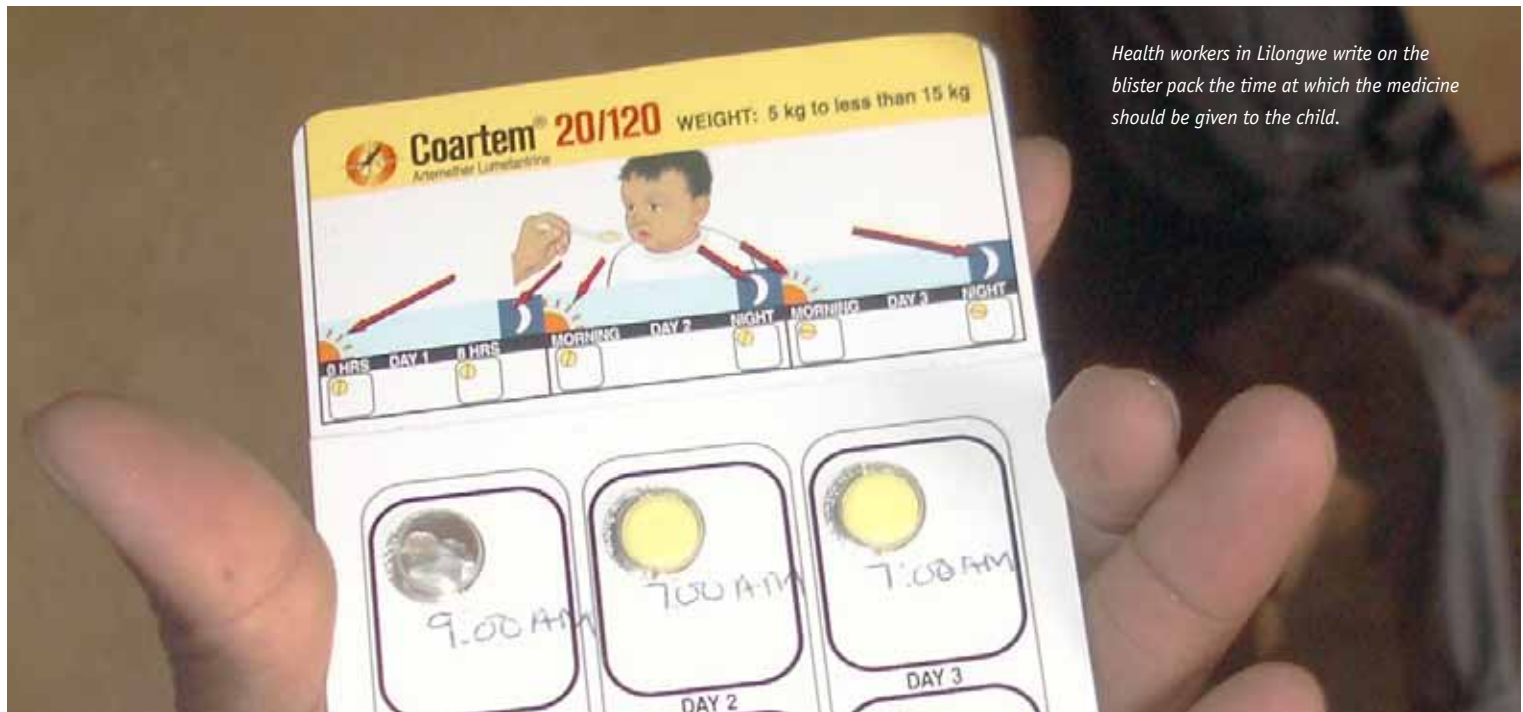 Health workers in Lilongwe write on the
blister pack the time at which the medicine
should be given to the child.
Coartem® 20/120 WEIGHT: 5 kg to less than 15 kg
Artemether Lumefantrine
0 HRS DAY 1 8 HRS MORNING DAY 2 NIGHT MORNING DAY 3 NIGHT
9:00 AM 7:00 AM 7:00 AM
DAY 2 DAY 3